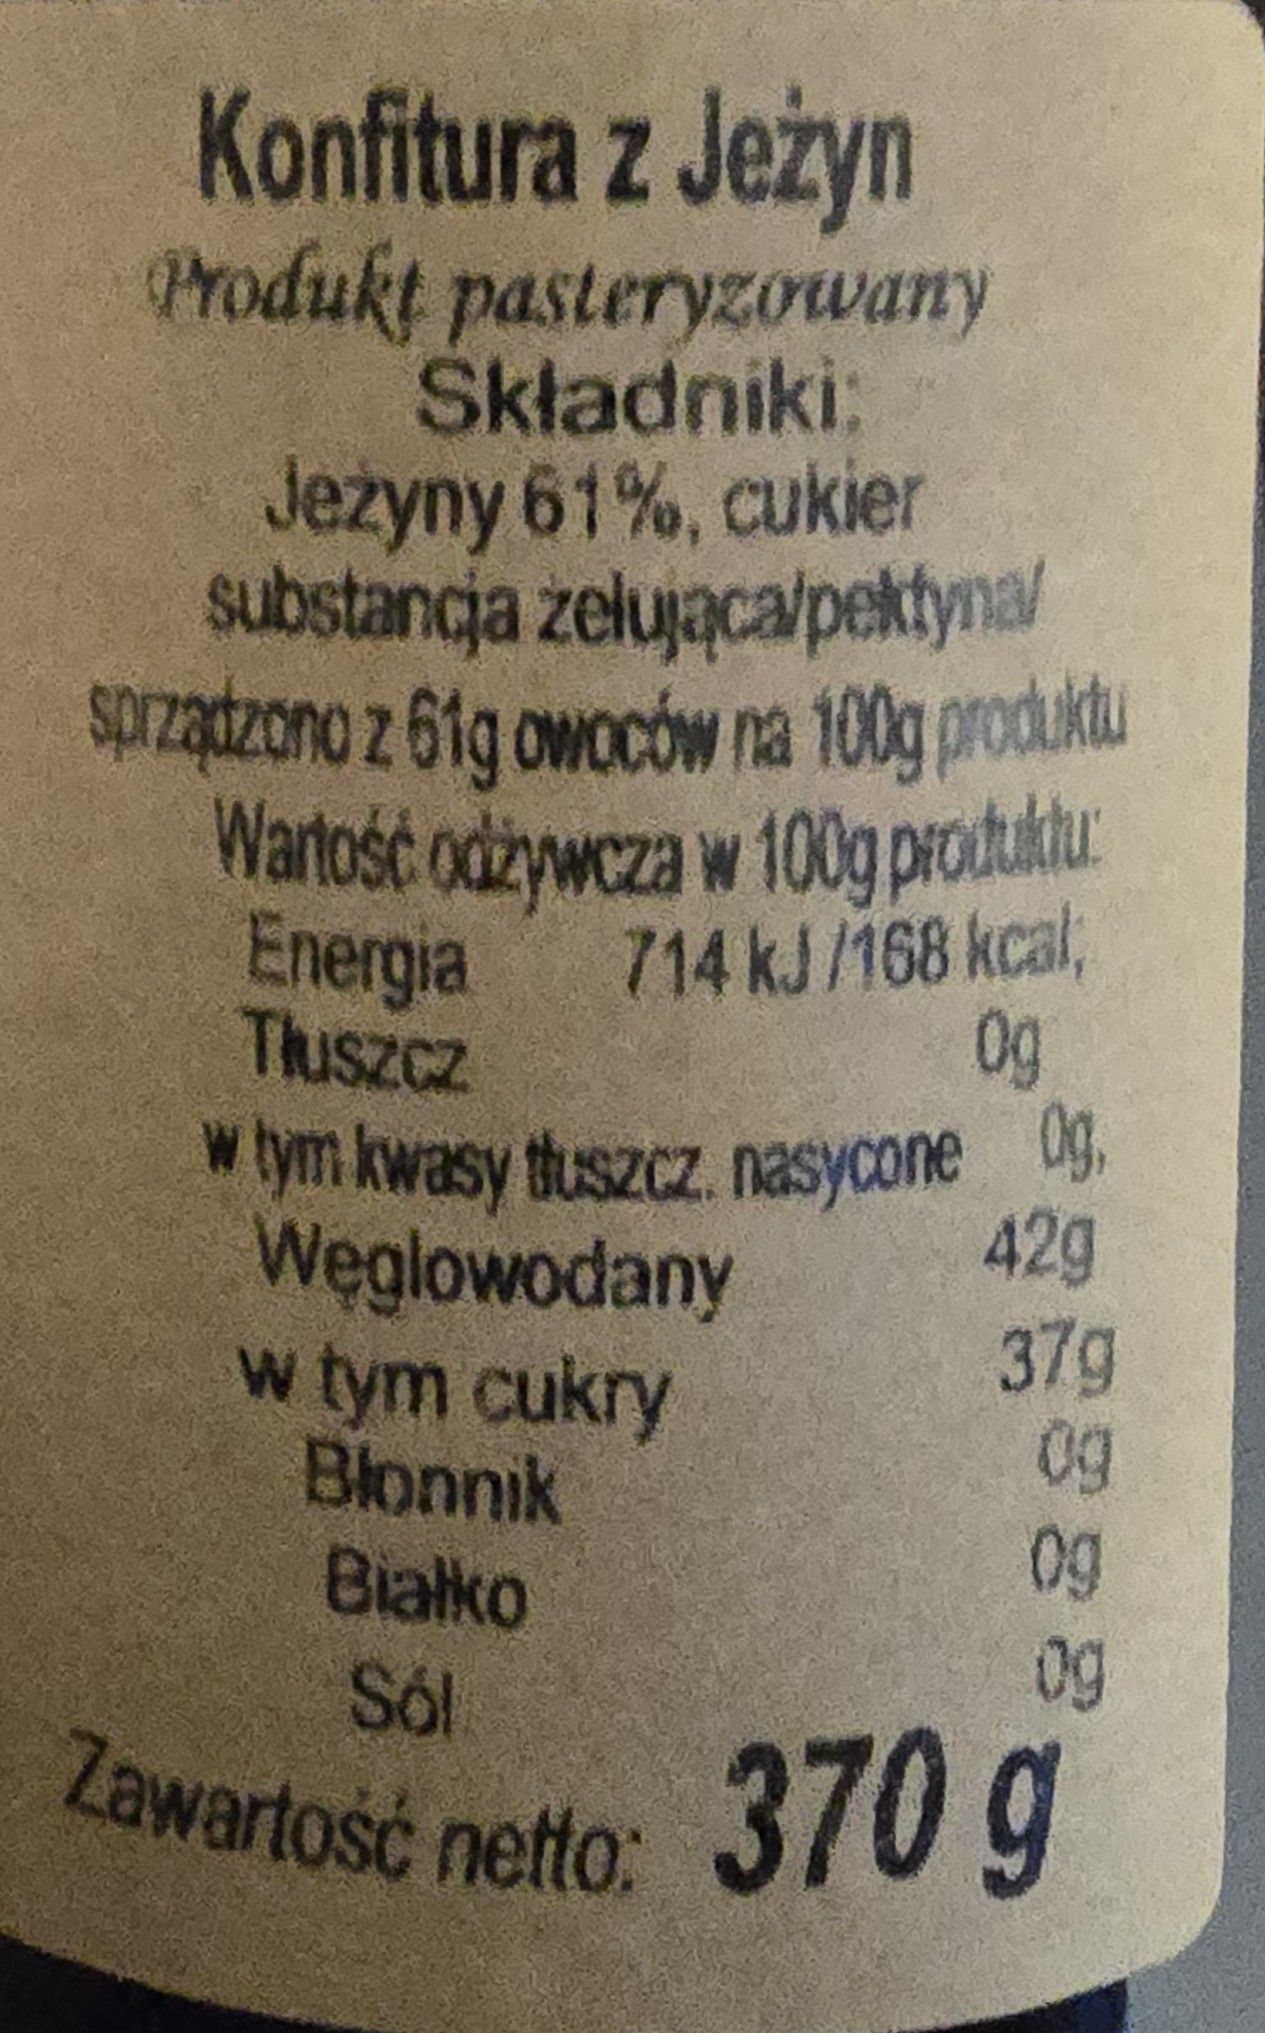 Konfitura z Jeżyn
Produkt pasteryzowany
Składniki:
Jeżyny 61%, cukier
substancja żelująca/pektyna/
sprządzono z 61g owoców na 100g produktu
Wartość odżywcza w 100g produktu:
Energia 714 kJ /168 kcal;
Tłuszcz 0g
w tym kwasy tłuszcz. nasycone 0g,
Węglowodany 42g
w tym cukry 37g
Błonnik 0g
Białko 0g
Sól 0g
Zawartość netto: 370 g